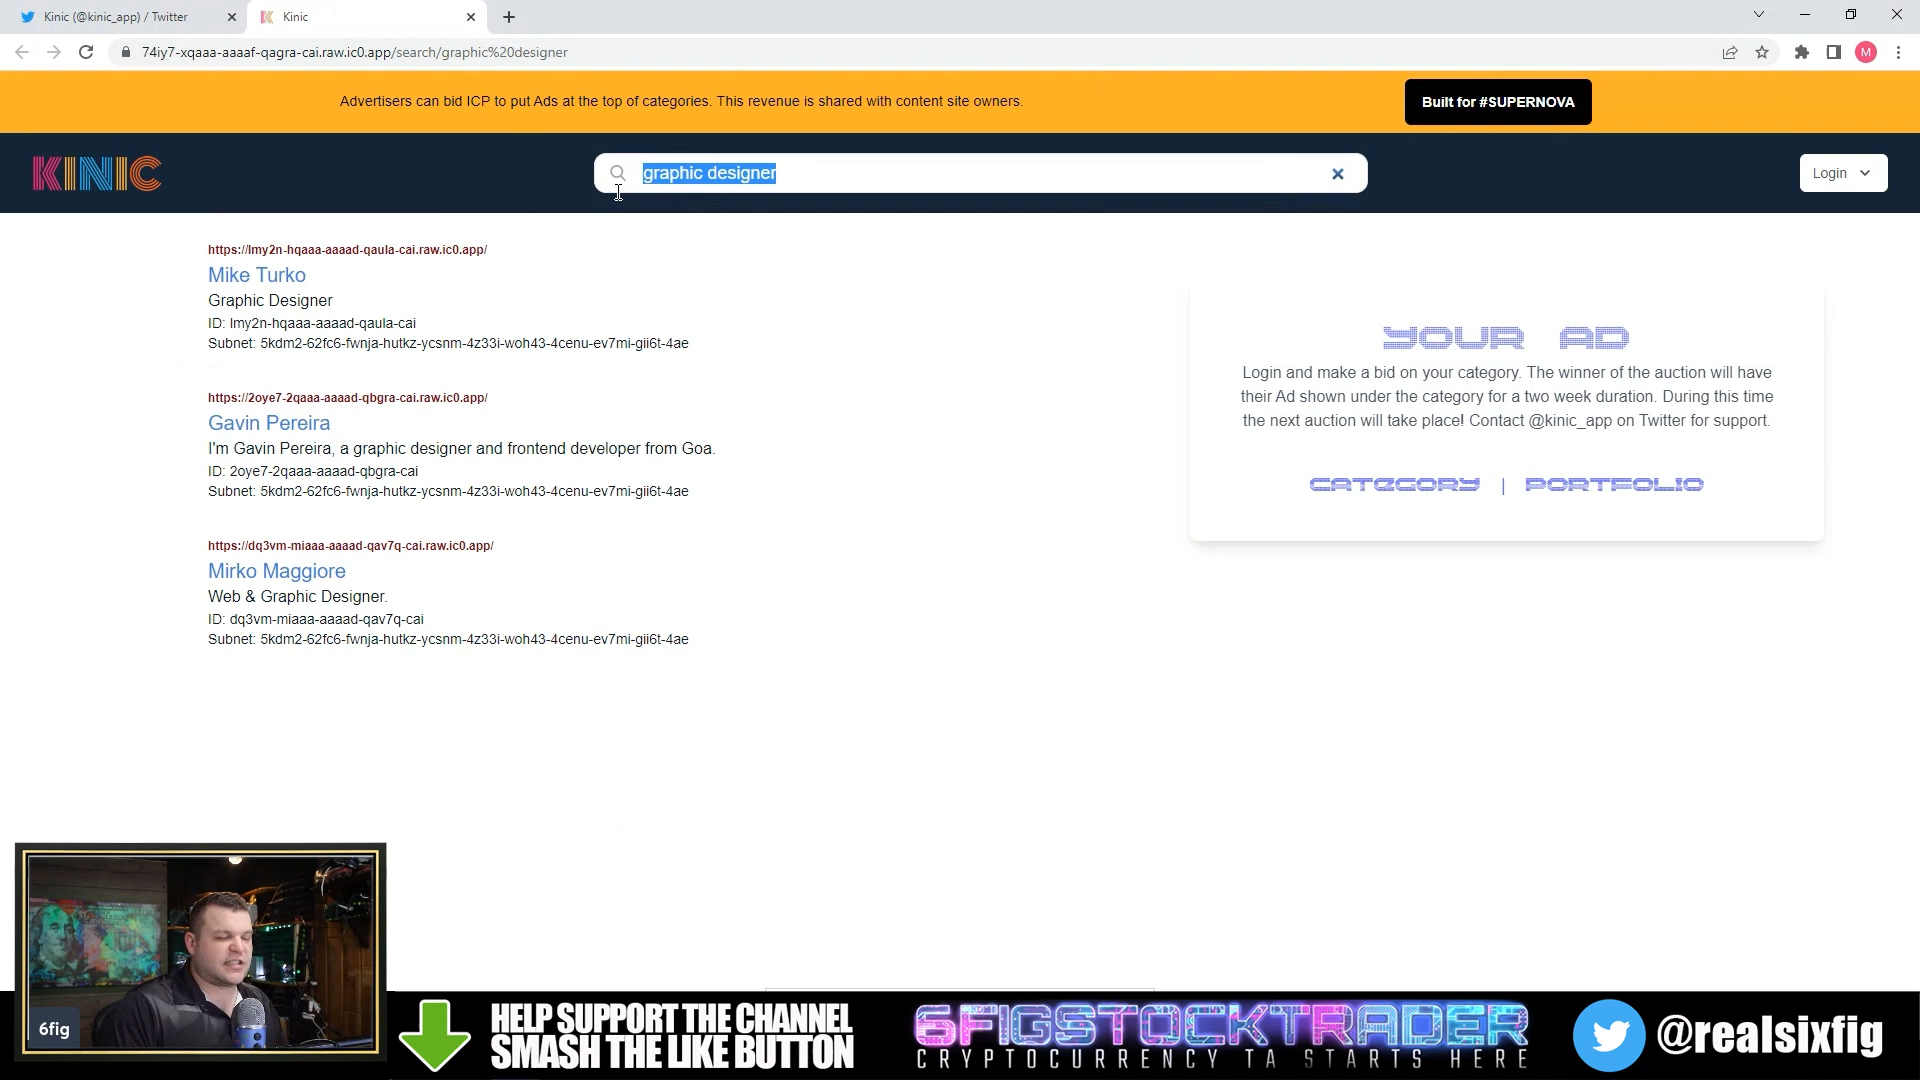 Kinic (@kinic_app) / Twitter
Kinic
74iy7-xqaaa-aaaaf-qagra-cai.raw.ic0.app/search/graphic%20designer
M
Advertisers can bid ICP to put Ads at the top of categories. This revenue is shared with content site owners.
Built for #SUPERNOVA
KINIC
graphic designer
Login
https://lmy2n-hqaaa-aaaad-qaula-cai.raw.ic0.app/
Mike Turko
Graphic Designer
ID: lmy2n-hqaaa-aaaad-qaula-cai
Subnet: 5kdm2-62fc6-fwnja-hutkz-ycsnm-4z33i-woh43-4cenu-ev7mi-gii6t-4ae
https://2oye7-2qaaa-aaaad-qbgra-cai.raw.ic0.app/
Gavin Pereira
I'm Gavin Pereira, a graphic designer and frontend developer from Goa.
ID: 2oye7-2qaaa-aaaad-qbgra-cai
Subnet: 5kdm2-62fc6-fwnja-hutkz-ycsnm-4z33i-woh43-4cenu-ev7mi-gii6t-4ae
https://dq3vm-miaaa-aaaad-qav7q-cai.raw.ic0.app/
Mirko Maggiore
Web & Graphic Designer.
ID: dq3vm-miaaa-aaaad-qav7q-cai
Subnet: 5kdm2-62fc6-fwnja-hutkz-ycsnm-4z33i-woh43-4cenu-ev7mi-gii6t-4ae
YOUR AD
Login and make a bid on your category. The winner of the auction will have
their Ad shown under the category for a two week duration. During this time
the next auction will take place! Contact @kinic_app on Twitter for support.
CATEGORY | PORTFOLIO
6fig
HELP SUPPORT THE CHANNEL
SMASH THE LIKE BUTTON
6FIGSTOCKTRADER
CRYPTOCURRENCY TA STARTS HERE
@realsixfig